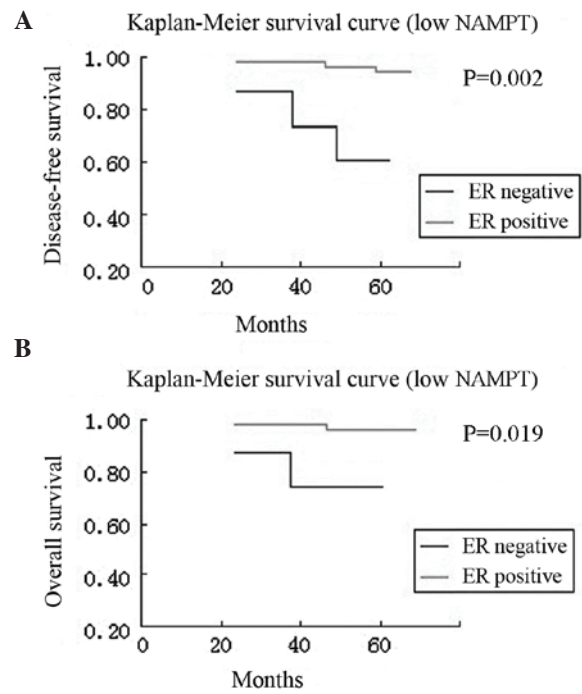 A
Kaplan-Meier survival curve (low NAMPT)
1.00
0.80
0.60
0.40
0.20
Disease-free survival
P=0.002
ER negative
ER positive
0 20 40 60
Months
B
Kaplan-Meier survival curve (low NAMPT)
1.00
0.80
0.60
0.40
0.20
Overall survival
P=0.019
ER negative
ER positive
0 20 40 60
Months